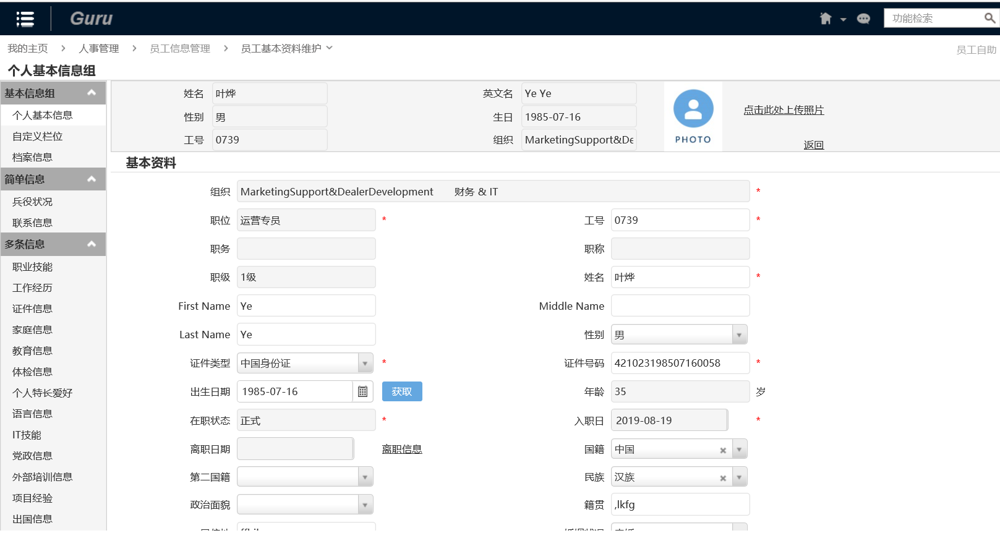 Guru
功能检索
我的主页 > 人事管理 > 员工信息管理 > 员工基本资料维护
员工自助
个人基本信息组
基本信息组
个人基本信息
自定义栏位
档案信息
简单信息
兵役状况
联系信息
多条信息
职业技能
工作经历
证件信息
家庭信息
教育信息
体检信息
个人特长爱好
语言信息
IT技能
党政信息
外部培训信息
项目经验
出国信息
姓名 叶烨 英文名 Ye Ye
性别 男 生日 1985-07-16
工号 0739 组织 MarketingSupport&De
PHOTO
点击此处上传照片
返回
基本资料
组织 MarketingSupport&DealerDevelopment 财务 & IT *
职位 运营专员 * 工号 0739 *
职务 职称
职级 1级 姓名 叶烨 *
First Name Ye Middle Name
Last Name Ye 性别 男
证件类型 中国身份证 * 证件号码 421023198507160058 *
出生日期 1985-07-16 获取 年龄 35 岁
在职状态 正式 * 入职日 2019-08-19 *
离职日期 离职信息 国籍 中国
第二国籍 民族 汉族
政治面貌 籍贯 ,lkfg